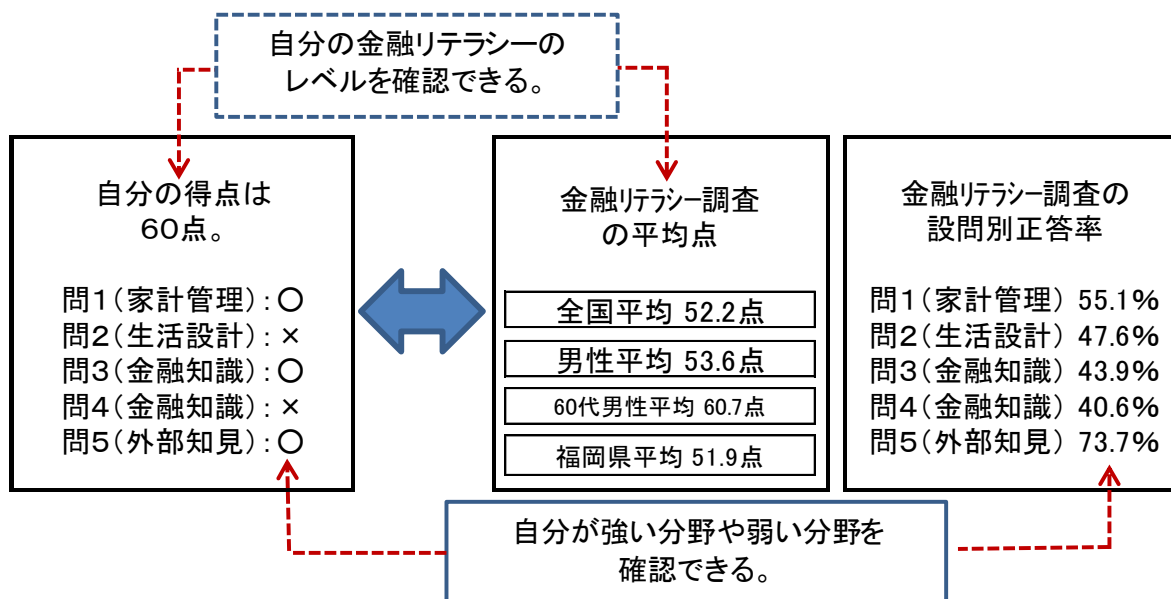 自分の金融リテラシーの
レベルを確認できる。
自分の得点は
60点。
問1(家計管理):○
問2(生活設計):×
問3(金融知識):○
問4(金融知識):×
問5(外部知見):○
金融リテラシー調査
の平均点
全国平均 52.2点
男性平均 53.6点
60代男性平均 60.7点
福岡県平均 51.9点
金融リテラシー調査の
設問別正答率
問1(家計管理) 55.1%
問2(生活設計) 47.6%
問3(金融知識) 43.9%
問4(金融知識) 40.6%
問5(外部知見) 73.7%
自分が強い分野や弱い分野を
確認できる。